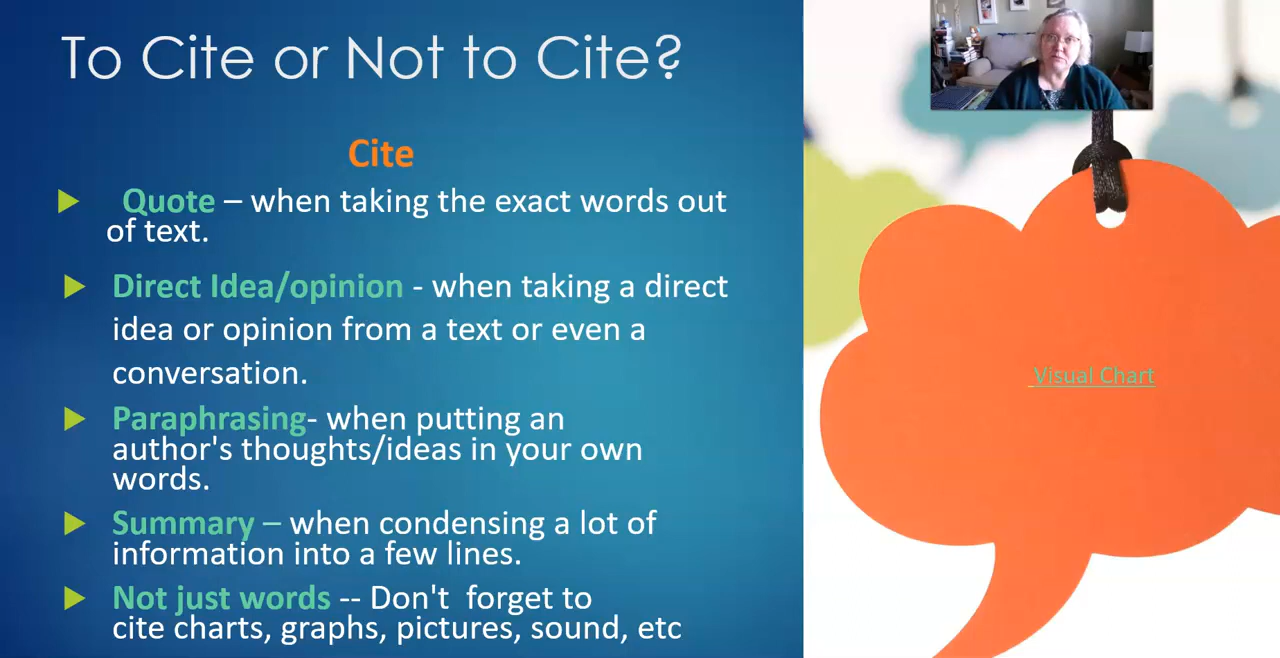 To Cite or Not to Cite?
Cite
Quote – when taking the exact words out
of text.
Direct Idea/opinion - when taking a direct
idea or opinion from a text or even a
conversation.
Paraphrasing- when putting an
author's thoughts/ideas in your own
words.
Summary – when condensing a lot of
information into a few lines.
Not just words -- Don't  forget to
cite charts, graphs, pictures, sound, etc
Visual Chart